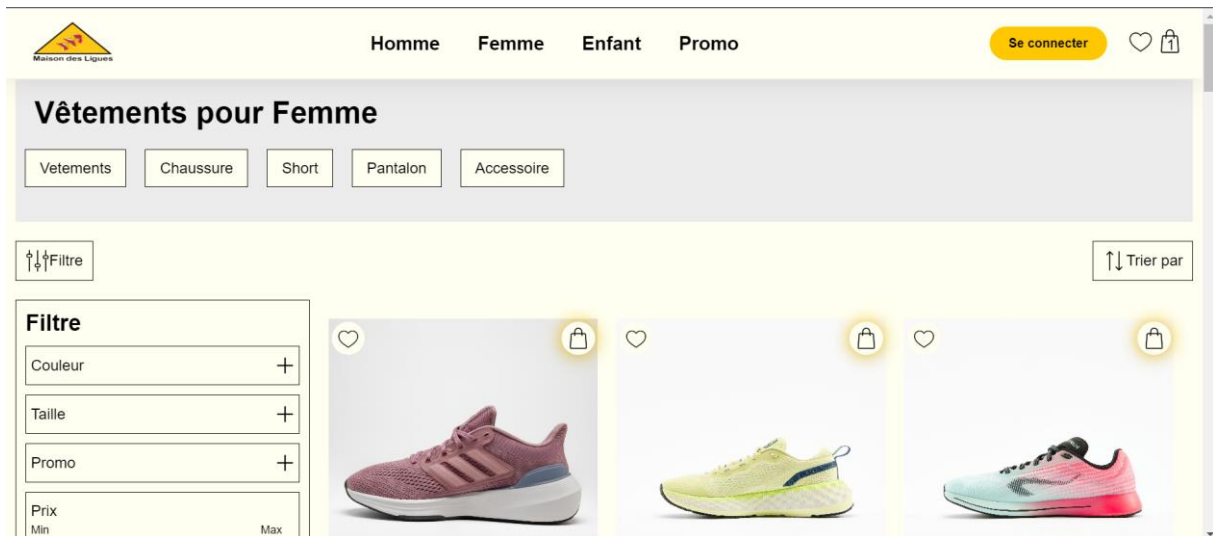 Maison des Ligues
Homme Femme Enfant Promo
Se connecter
1
Vêtements pour Femme
Vetements Chaussure Short Pantalon Accessoire
Filtre
Trier par
Filtre
Couleur
Taille
Promo
Prix
Min Max